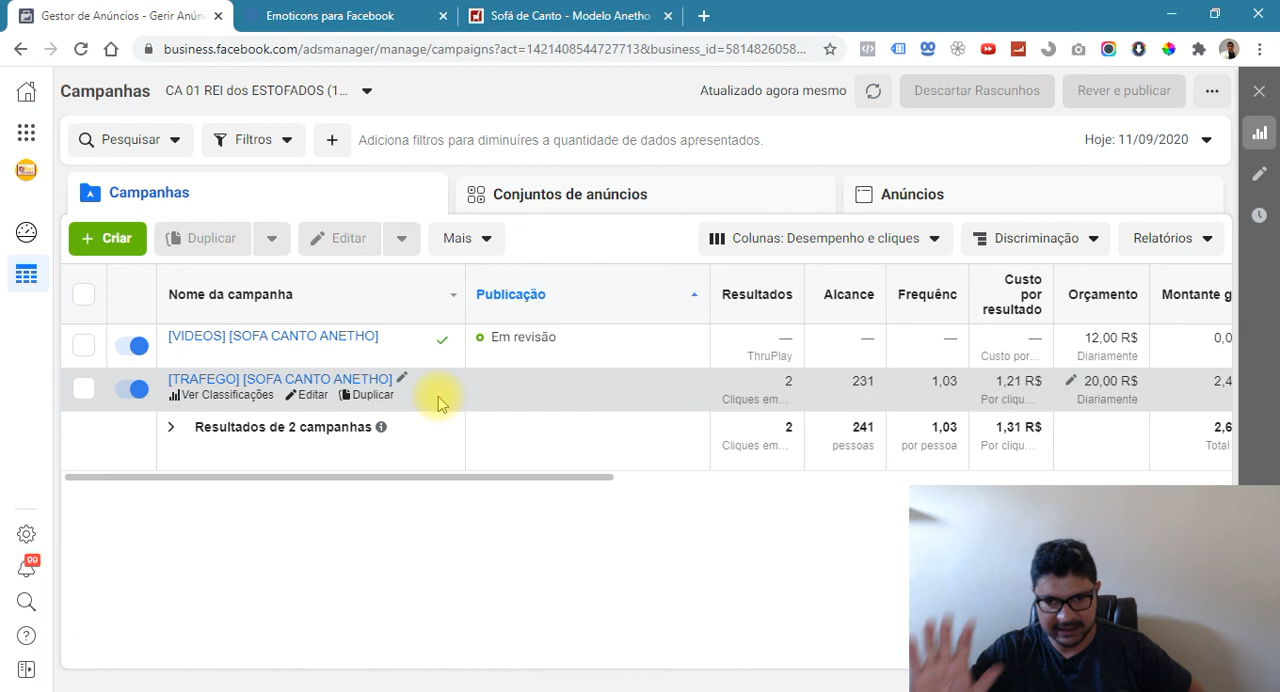 Gestor de Anúncios - Gerir Anún
Emoticons para Facebook
Sofá de Canto - Modelo Anetho
business.facebook.com/adsmanager/manage/campaigns?act=1421408544727713&business_id=5814826058...
Campanhas
CA 01 REI dos ESTOFADOS (1...
Atualizado agora mesmo
Descartar Rascunhos
Rever e publicar
Pesquisar
Filtros
Adiciona filtros para diminuíres a quantidade de dados apresentados.
Hoje: 11/09/2020
Campanhas
Conjuntos de anúncios
Anúncios
+ Criar
Duplicar
Editar
Mais
Colunas: Desempenho e cliques
Discriminação
Relatórios
Nome da campanha
Publicação
Resultados
Alcance
Frequênc
Custo por resultado
Orçamento
Montante g
[VIDEOS] [SOFA CANTO ANETHO]
Em revisão
—
ThruPlay
—
—
—
Custo por...
12,00 R$
Diariamente
0,0
[TRAFEGO] [SOFA CANTO ANETHO]
Ver Classificações
Editar
Duplicar
2
Cliques em...
231
1,03
1,21 R$
Por cliqu...
20,00 R$
Diariamente
2,4
Resultados de 2 campanhas
2
Cliques em...
241
pessoas
1,03
por pessoa
1,31 R$
Por cliqu...
2,6
Total
99